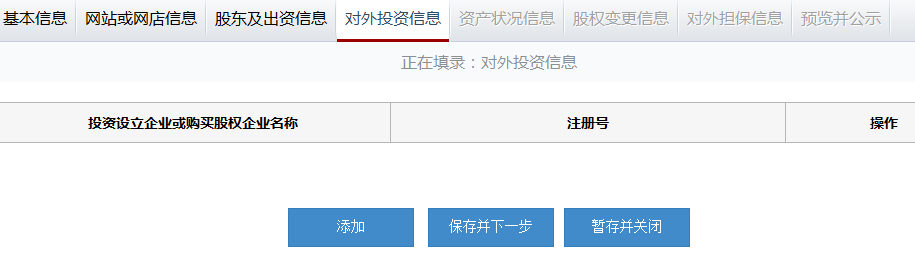 基本信息 网站或网店信息 股东及出资信息 对外投资信息 资产状况信息 股权变更信息 对外担保信息 预览并公示
正在填录：对外投资信息
投资设立企业或购买股权企业名称 注册号 操作
添加 保存并下一步 暂存并关闭